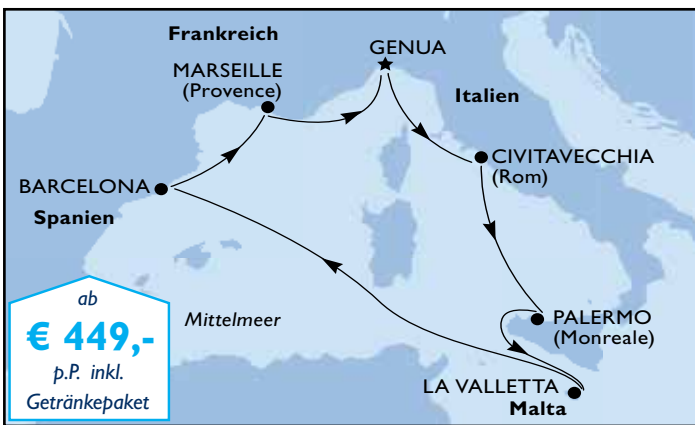 Frankreich
GENUA
MARSEILLE
(Provence)
Italien
CIVITAVECCHIA
(Rom)
BARCELONA
Spanien
ab
€ 449,-
p.P. inkl.
Getränkepaket
Mittelmeer
PALERMO
(Monreale)
LA VALLETTA
Malta